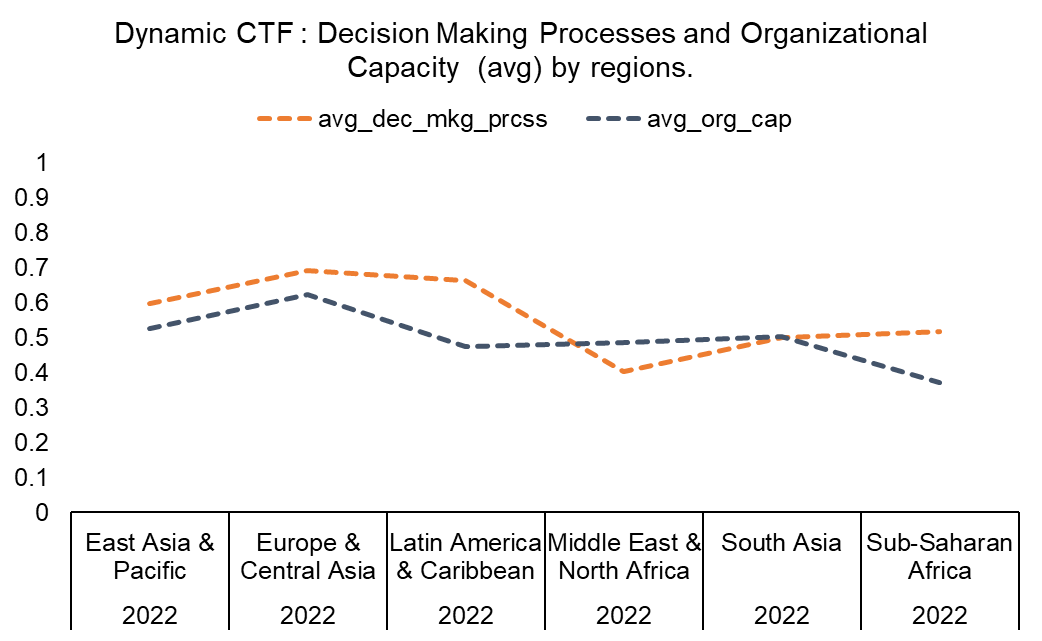 Dynamic CTF : Decision Making Processes and Organizational
Capacity (avg) by regions.
avg_dec_mkg_prcss avg_org_cap
1
0.9
0.8
0.7
0.6
0.5
0.4
0.3
0.2
0.1
0
East Asia & Europe & Latin America Middle East & South Asia Sub-Saharan
Pacific Central Asia & Caribbean North Africa Africa
2022 2022 2022 2022 2022 2022